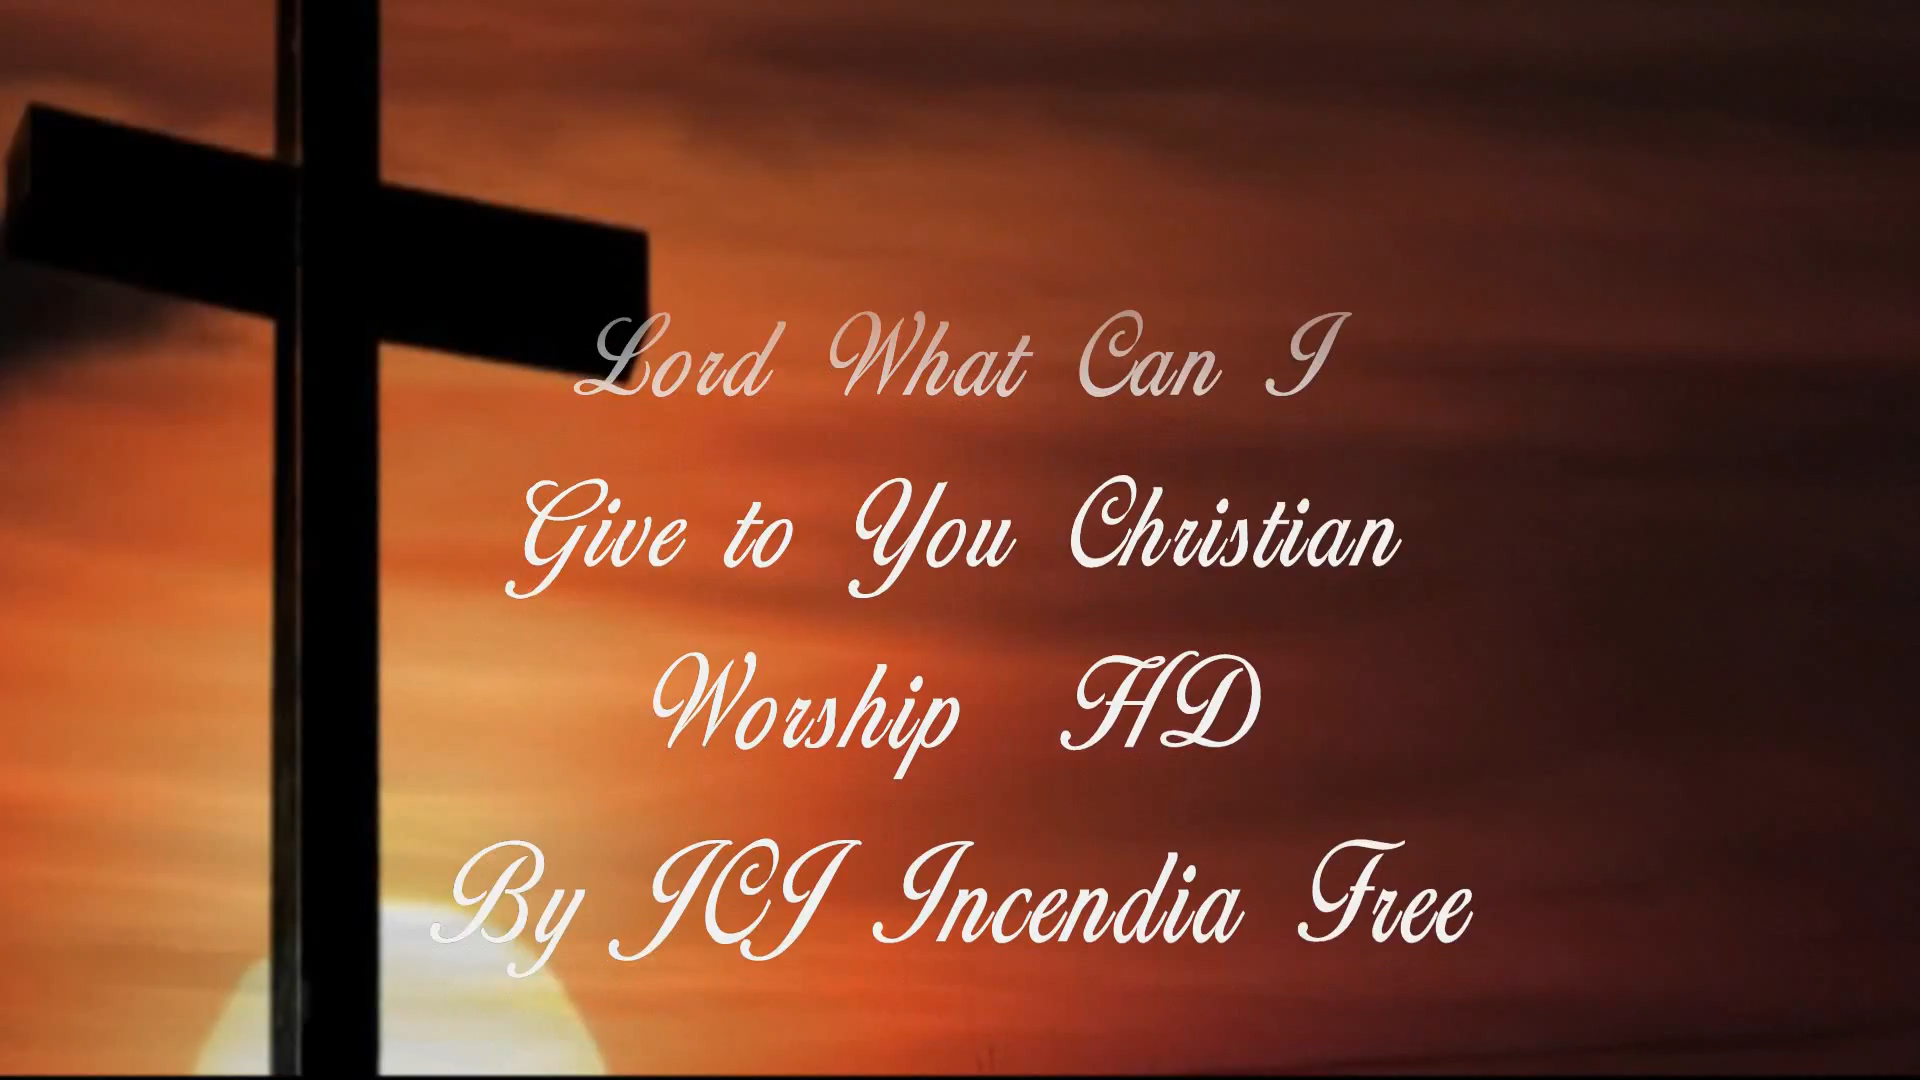 Lord What Can I
Give to You Christian
Worship HD
By JCJ Incendia Free